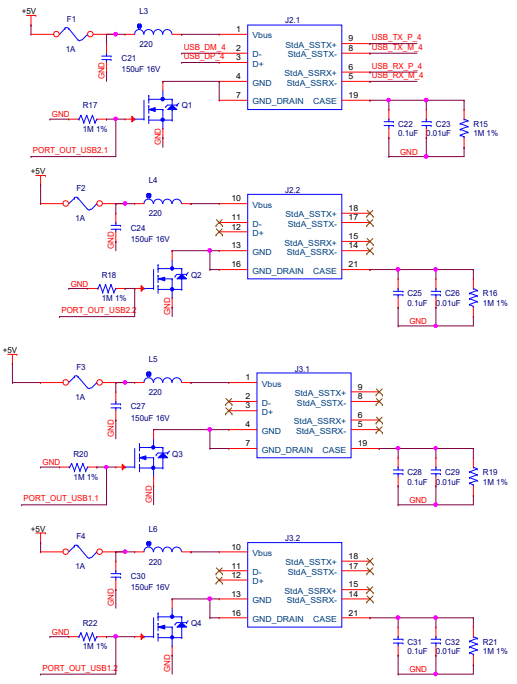 +5V
F1
1A
L3
220
C21
150uF 16V
GND
J2.1
1
Vbus
USB_DM_4
2
D-
USB_DP_4
3
D+
4
GND
7
GND_DRAIN
CASE
19
StdA_SSTX+
9
USB_TX_P_4
StdA_SSTX-
8
USB_TX_M_4
StdA_SSRX+
6
USB_RX_P_4
StdA_SSRX-
5
USB_RX_M_4
GND
R17
1M 1%
Q1
GND
PORT_OUT_USB2.1
C22
0.1uF
C23
0.01uF
R15
1M 1%
GND
+5V
F2
1A
L4
220
C24
150uF 16V
GND
J2.2
10
Vbus
11
D-
12
D+
13
GND
16
GND_DRAIN
CASE
21
StdA_SSTX+
18
StdA_SSTX-
17
StdA_SSRX+
15
StdA_SSRX-
14
GND
R18
1M 1%
Q2
GND
PORT_OUT_USB2.2
C25
0.1uF
C26
0.01uF
R16
1M 1%
GND
+5V
F3
1A
L5
220
C27
150uF 16V
GND
J3.1
1
Vbus
2
D-
3
D+
4
GND
7
GND_DRAIN
CASE
19
StdA_SSTX+
9
StdA_SSTX-
8
StdA_SSRX+
6
StdA_SSRX-
5
GND
R20
1M 1%
Q3
GND
PORT_OUT_USB1.1
C28
0.1uF
C29
0.01uF
R19
1M 1%
GND
+5V
F4
1A
L6
220
C30
150uF 16V
GND
J3.2
10
Vbus
11
D-
12
D+
13
GND
16
GND_DRAIN
CASE
21
StdA_SSTX+
18
StdA_SSTX-
17
StdA_SSRX+
15
StdA_SSRX-
14
GND
R22
1M 1%
Q4
GND
PORT_OUT_USB1.2
C31
0.1uF
C32
0.01uF
R21
1M 1%
GND